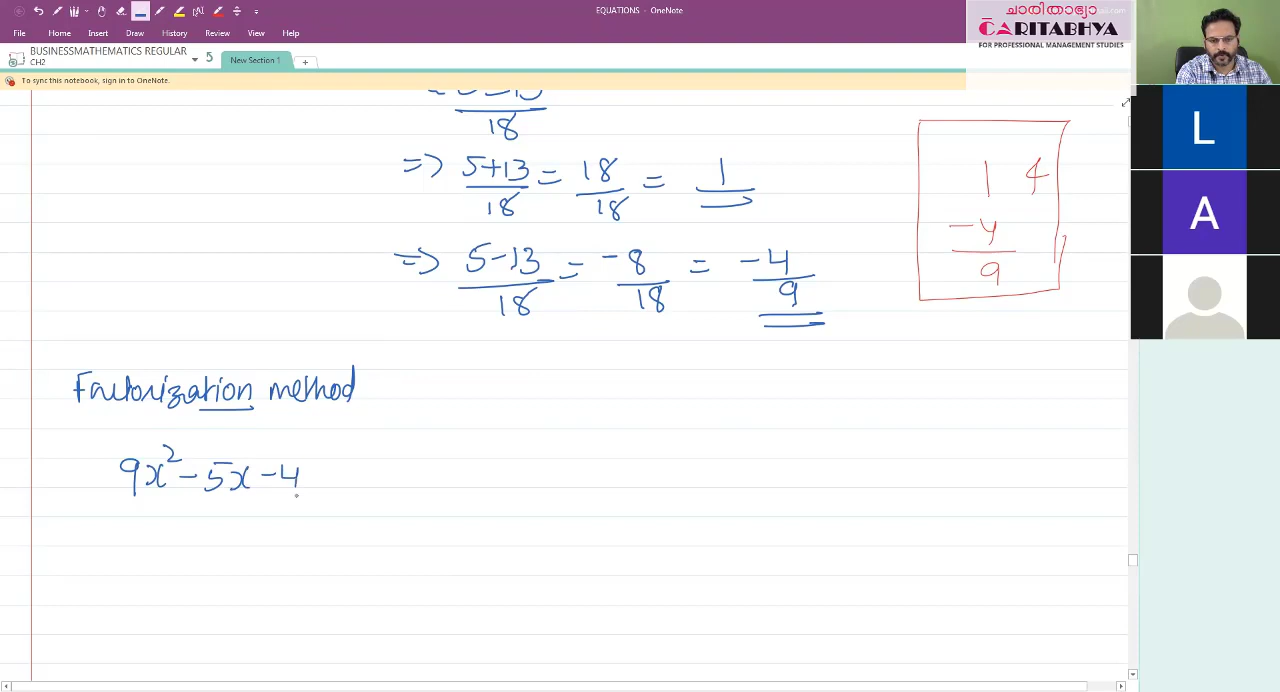 EQUATIONS - OneNote
ചാരിതാഭ്യാ
CARITABHYA
FOR PROFESSIONAL MANAGEMENT STUDIES
File Home Insert Draw History Review View Help
BUSINESSMATHEMATICS REGULAR
CH2
New Section 1
To sync this notebook, sign in to OneNote.
18
=> 5+13/18 = 18/18 = 1
=> 5-13/18 = -8/18 = -4/9
1 4
-4/9
Factorization method
9x² - 5x - 4
L
A